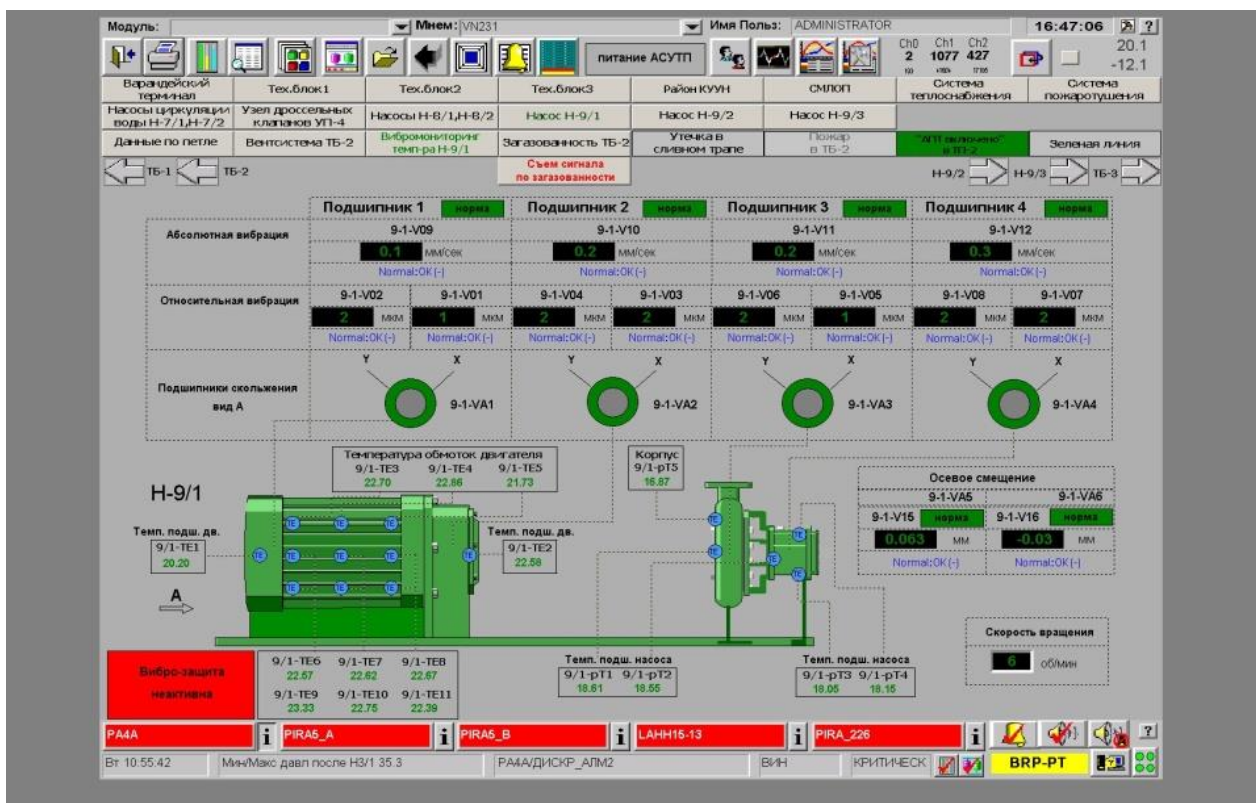 Модуль: Мнем: VN231 Имя Польз: ADMINISTRATOR 16:47:06 ?
питание АСУТП Ch0 Ch1 Ch2 20.1
2 1077 427 -12.1
Варандейский терминал Тех.блок1 Тех.блок2 Тех.блок3 Район КУУН СМЛОП Система теплоснабжения Система пожаротушения
Насосы циркуляции воды Н-7/1,Н-7/2 Узел дроссельных клапанов УП-4 Насосы Н-8/1,Н-8/2 Насос Н-9/1 Насос Н-9/2 Насос Н-9/3
Данные по петле Вентсистема ТБ-2 Вибромониторинг темп-ра Н-9/1 Загазованность ТБ-2 Утечка в сливном трапе Пожар в ТБ-2 Зеленая линия
ТБ-1 ТБ-2 Съем сигнала по загазованности Н-9/2 Н-9/3 ТБ-3
Подшипник 1 норма Подшипник 2 норма Подшипник 3 норма Подшипник 4 норма
Абсолютная вибрация 9-1-V09 9-1-V10 9-1-V11 9-1-V12
0.1 мм/сек 0.2 мм/сек 0.2 мм/сек 0.3 мм/сек
Normal:OK(-) Normal:OK(-) Normal:OK(-) Normal:OK(-)
Относительная вибрация 9-1-V02 9-1-V01 9-1-V04 9-1-V03 9-1-V06 9-1-V05 9-1-V08 9-1-V07
2 мкм 1 мкм 2 мкм 2 мкм 2 мкм 1 мкм 2 мкм 2 мкм
Normal:OK(-) Normal:OK(-) Normal:OK(-) Normal:OK(-) Normal:OK(-) Normal:OK(-) Normal:OK(-) Normal:OK(-)
Y X Y X Y X Y X
Подшипники скольжения
вид А 9-1-VA1 9-1-VA2 9-1-VA3 9-1-VA4
Температура обмоток двигателя Корпус
9/1-TE3 9/1-TE4 9/1-TE5 9/1-pT5
22.70 22.86 21.73 16.87
Осевое смещение
Н-9/1 9-1-VA5 9-1-VA6
9-1-V15 норма 9-1-V16 норма
TE TE TE TE
Темп. подш. дв. Темп. подш. дв.
9/1-TE1 9/1-TE2 0.063 мм -0.03 мм
20.20 22.58 Normal:OK(-) Normal:OK(-)
TE TE TE TE TE TE TE
TE TE TE TE
А
Скорость вращения
6 об/мин
Вибро-защита
неактивна
9/1-TE6 9/1-TE7 9/1-TE8 Темп. подш. насоса Темп. подш. насоса
22.57 22.62 22.67 9/1-pT1 9/1-pT2 9/1-pT3 9/1-pT4
9/1-TE9 9/1-TE10 9/1-TE11 18.61 18.55 18.05 18.15
23.33 22.75 22.39
PA4A i PIRA5_A i PIRA5_B i LAHH15-13 i PIRA_226 i ?
Вт 10:55:42 Мин/Макс давл после Н3/1 35.3 PA4A/ДИСКР_АЛМ2 ВИН КРИТИЧЕСК BRP-PT